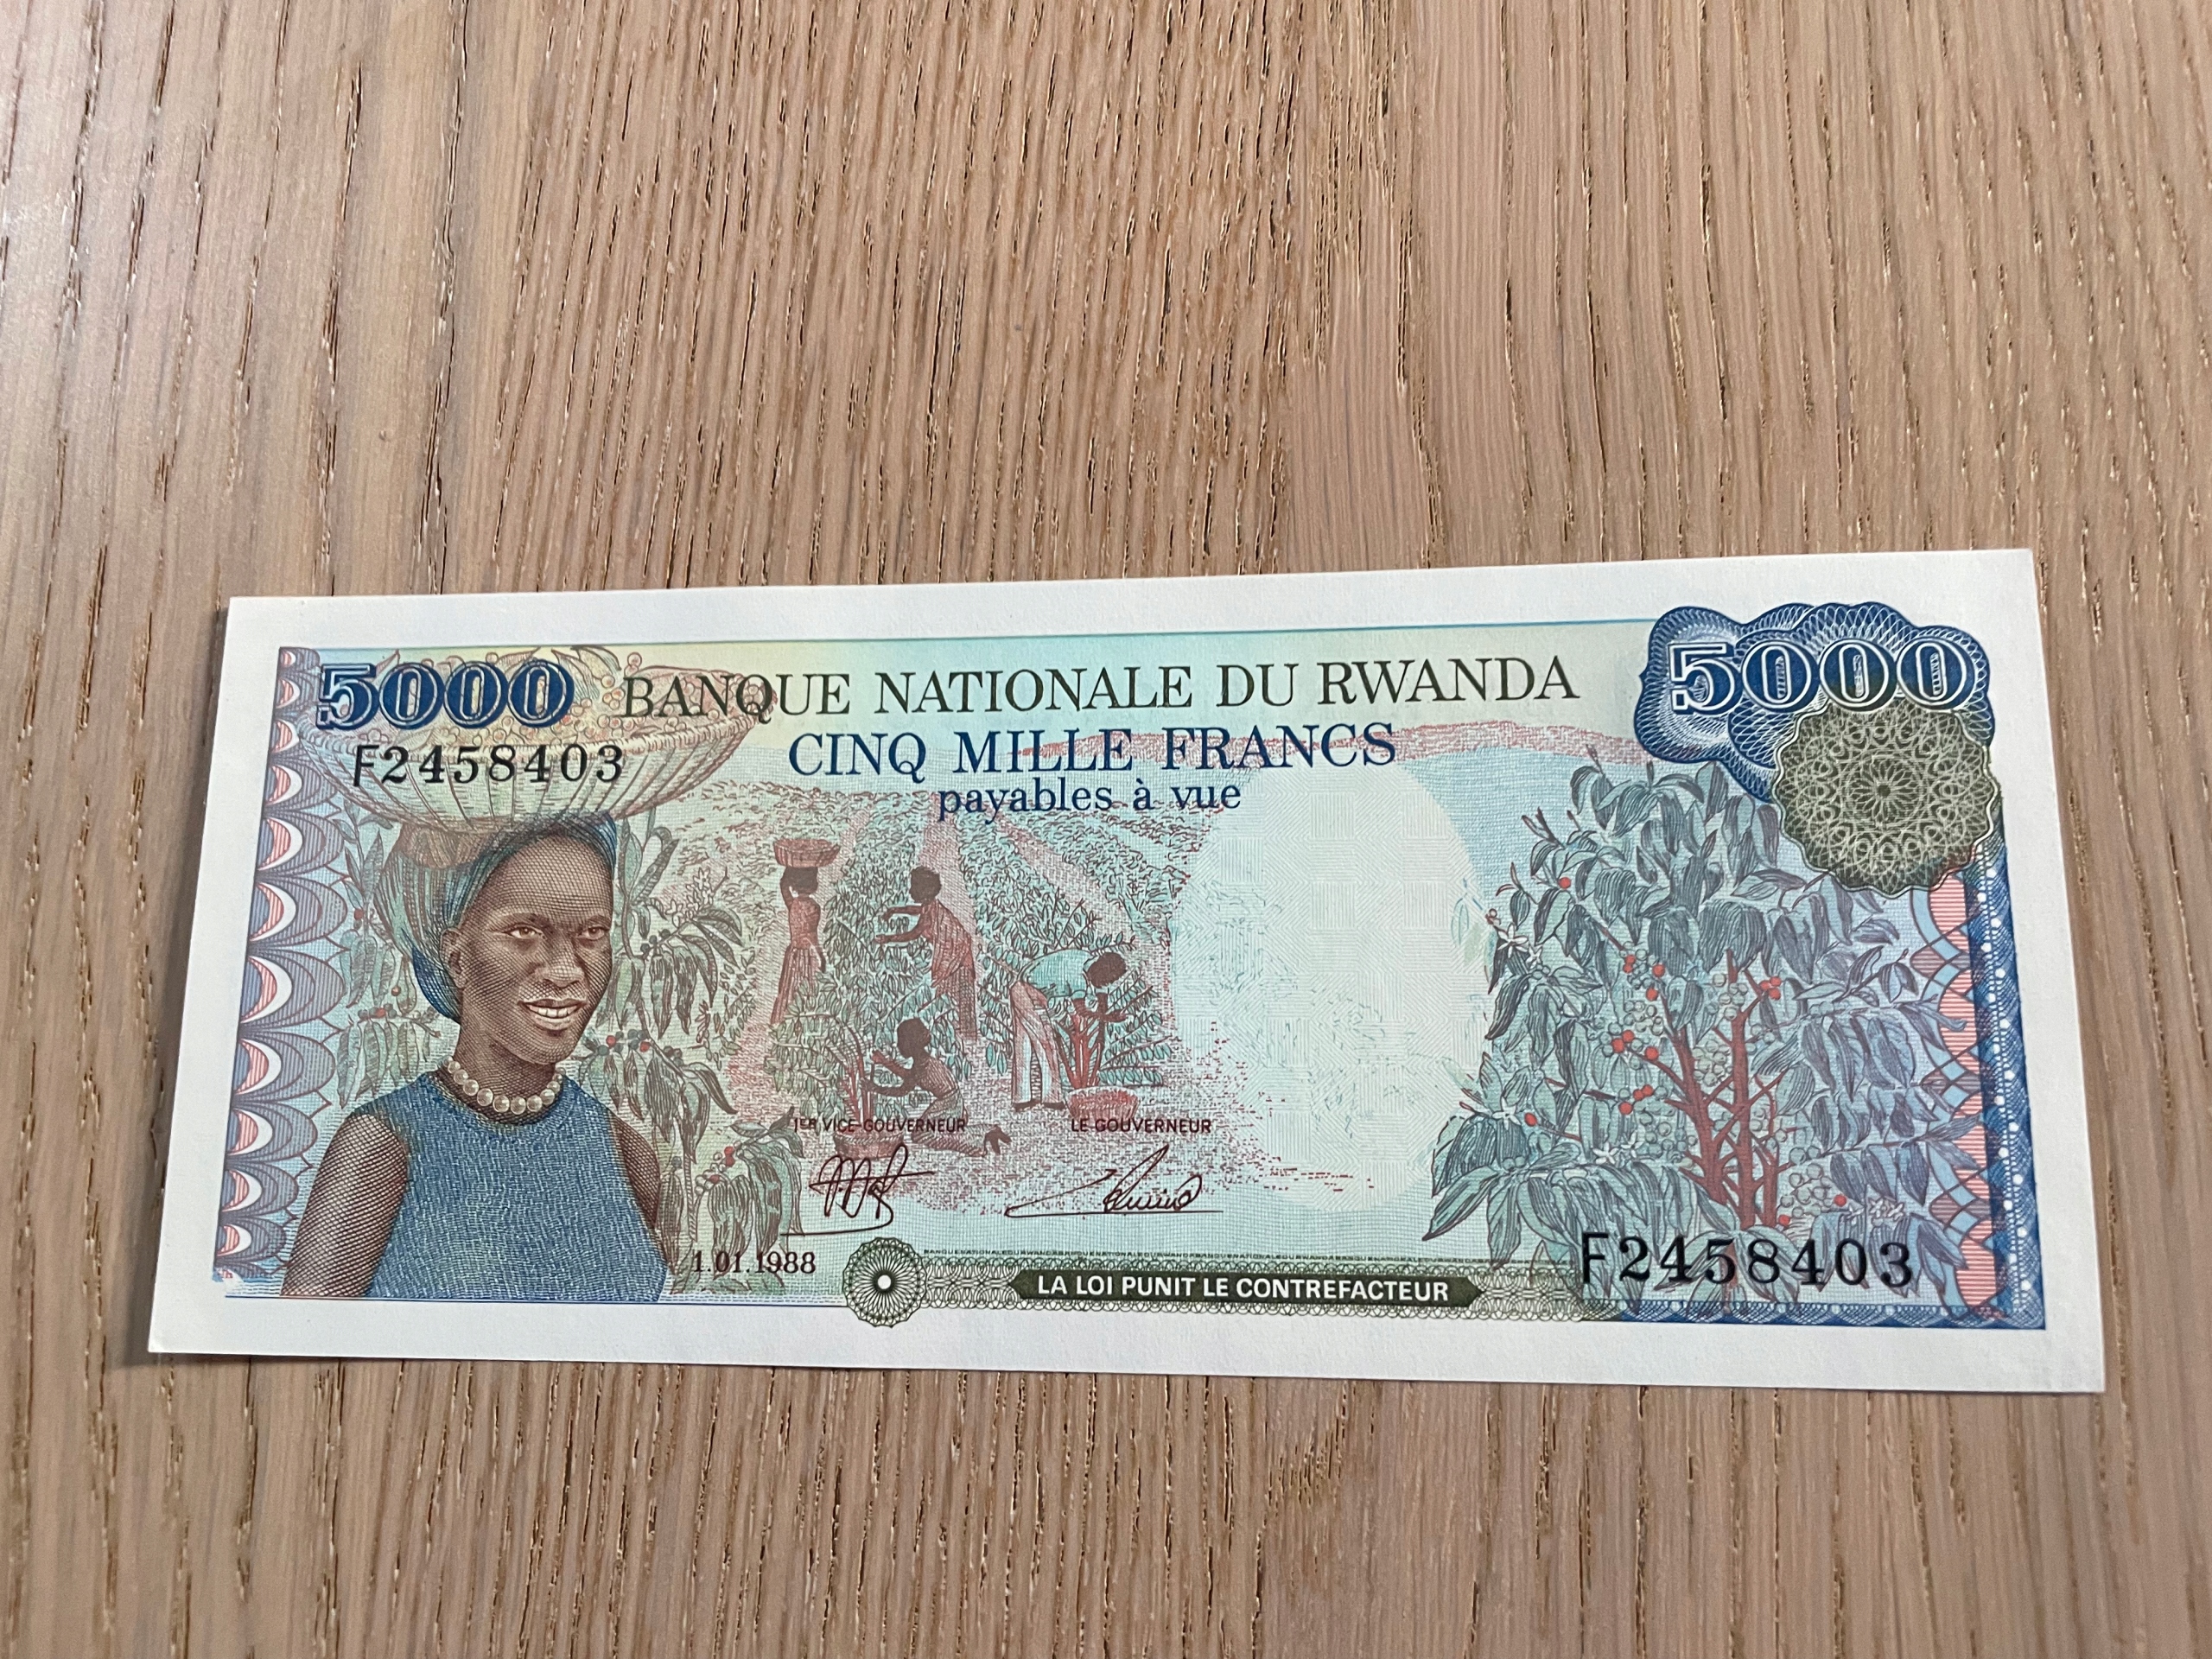 5000
BANQUE NATIONALE DU RWANDA
5000
F2458403
CINQ MILLE FRANCS
payables à vue
1ER VICE-GOUVERNEUR
LE GOUVERNEUR
1.01.1988
LA LOI PUNIT LE CONTREFACTEUR
F2458403